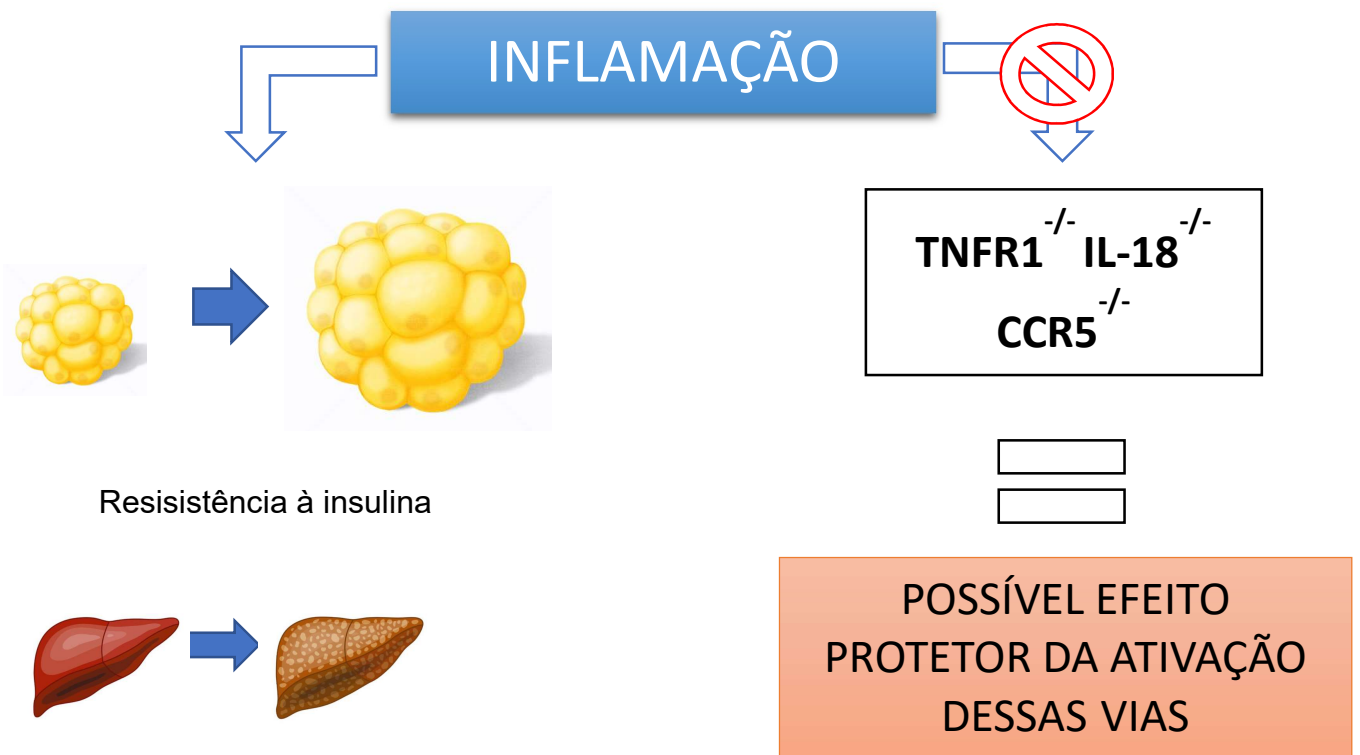 INFLAMAÇÃO
TNFR1-/- IL-18-/-
CCR5-/-
Resisistência à insulina
POSSÍVEL EFEITO
PROTETOR DA ATIVAÇÃO
DESSAS VIAS